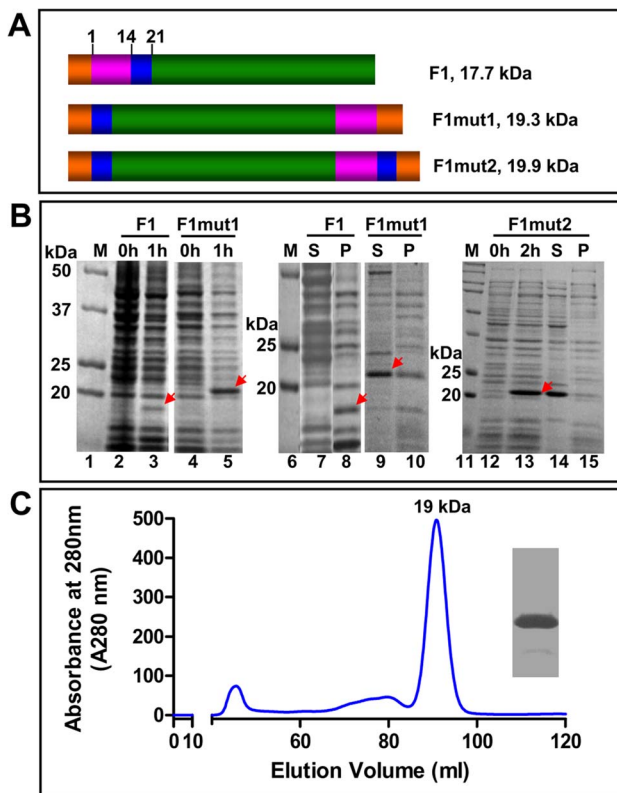 A
1 14 21
F1, 17.7 kDa
F1mut1, 19.3 kDa
F1mut2, 19.9 kDa
B
F1 F1mut1 F1 F1mut1 F1mut2
kDa M 0h 1h 0h 1h M S P S P M 0h 2h S P
50
37
25
20
kDa
25
20
kDa
25
20
1 2 3 4 5 6 7 8 9 10 11 12 13 14 15
C
19 kDa
Absorbance at 280nm
(A280 nm)
500
400
300
200
100
0
0 10 60 80 100 120
Elution Volume (ml)